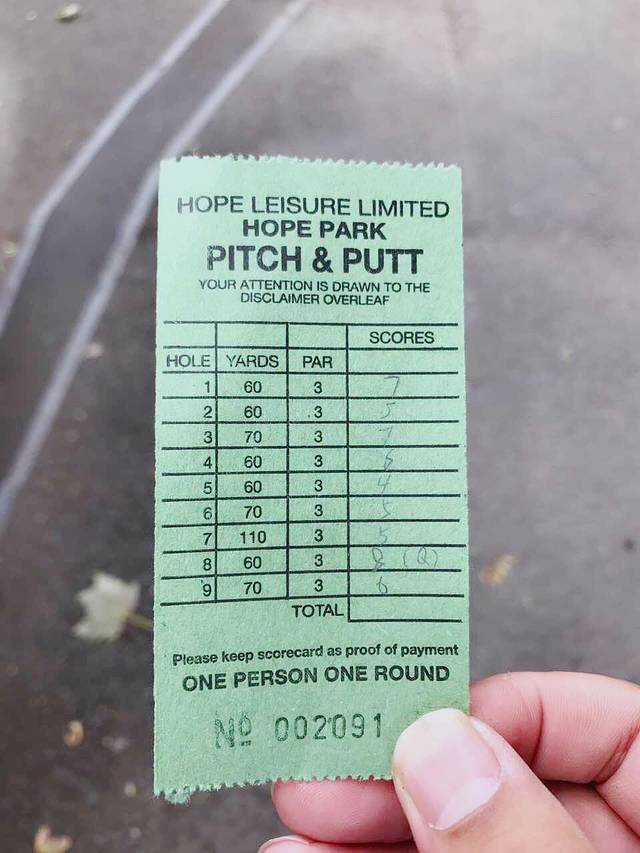 HOPE LEISURE LIMITED
HOPE PARK
PITCH & PUTT
YOUR ATTENTION IS DRAWN TO THE
DISCLAIMER OVERLEAF
SCORES
HOLE YARDS PAR
1 60 3 7
2 60 3 5
3 70 3 7
4 60 3
5 60 3 4
6 70 3 5
7 110 3 5
8 60 3 8
9 70 3 6
TOTAL
Please keep scorecard as proof of payment
ONE PERSON ONE ROUND
Nº 002091